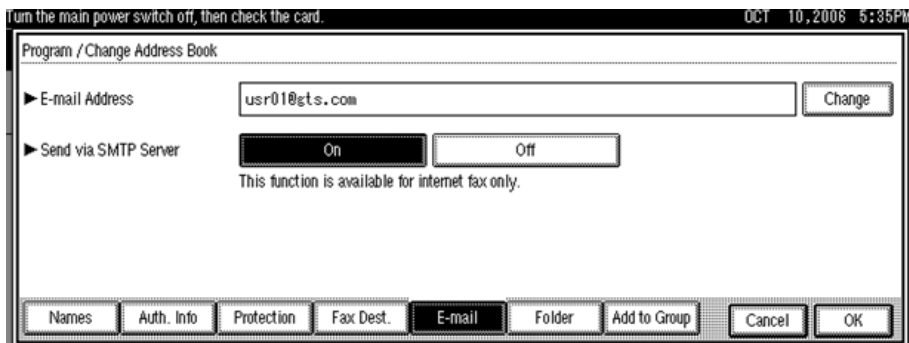 Turn the main power switch off, then check the card. OCT 10,2006 5:35PM
Program / Change Address Book
►E-mail Address usr01@gts.com Change
►Send via SMTP Server On Off
This function is available for internet fax only.
Names Auth. Info Protection Fax Dest. E-mail Folder Add to Group Cancel OK